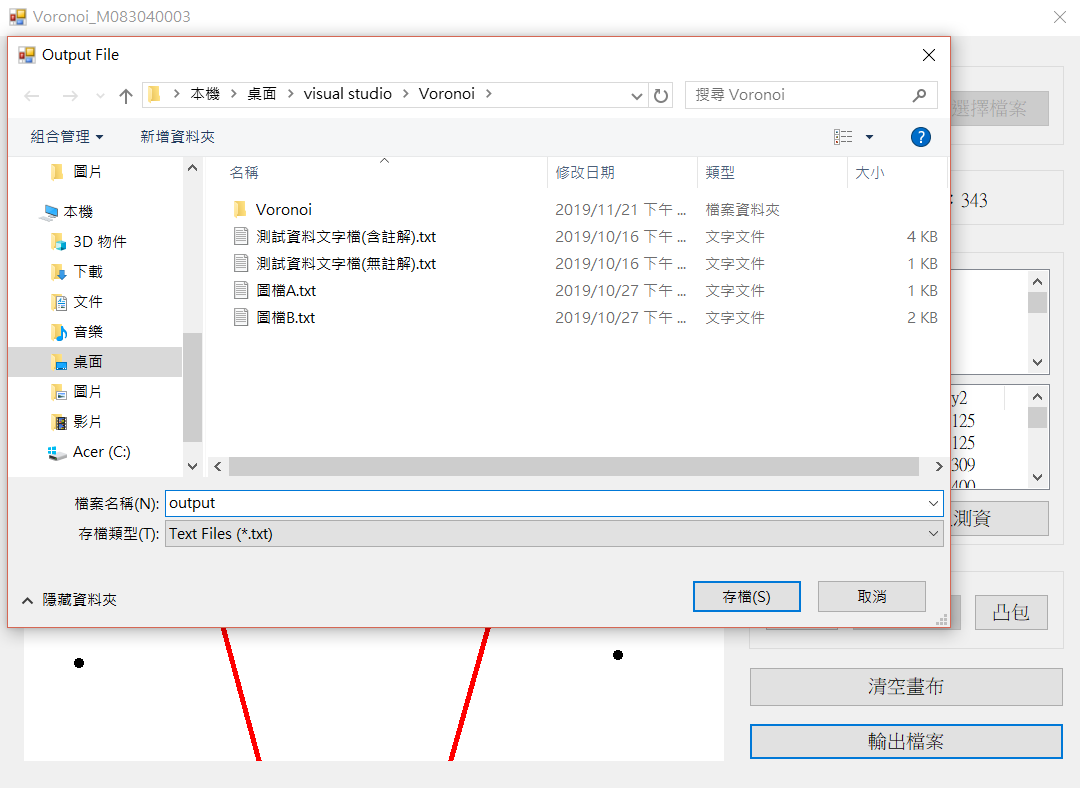 Voronoi_M083040003
Output File
本機 桌面 visual studio Voronoi
搜尋 Voronoi
組合管理 新增資料夾
圖片
本機
3D 物件
下載
文件
音樂
桌面
圖片
影片
Acer (C:)
名稱 修改日期 類型 大小
Voronoi 2019/11/21 下午 ... 檔案資料夾
測試資料文字檔(含註解).txt 2019/10/16 下午 ... 文字文件 4 KB
測試資料文字檔(無註解).txt 2019/10/16 下午 ... 文字文件 1 KB
圖檔A.txt 2019/10/27 下午 ... 文字文件 1 KB
圖檔B.txt 2019/10/27 下午 ... 文字文件 2 KB
檔案名稱(N): output
存檔類型(T): Text Files (*.txt)
隱藏資料夾
存檔(S) 取消
選擇檔案
: 343
y2
125
125
309
400
測資
凸包
清空畫布
輸出檔案